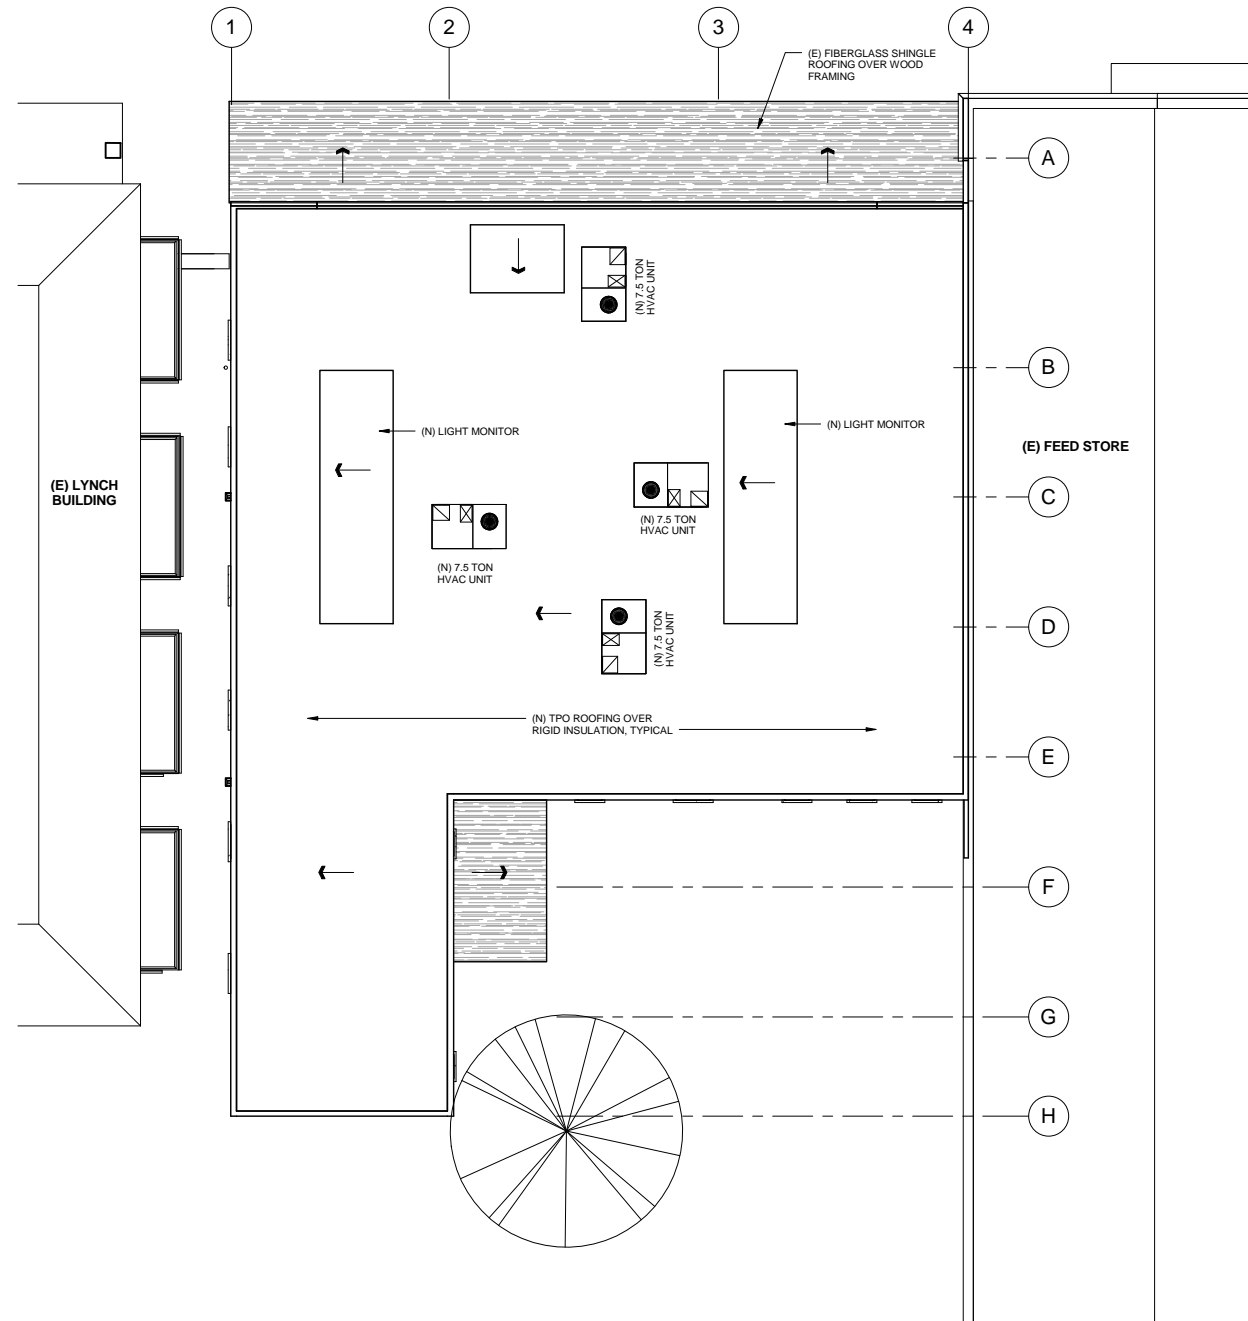 1
2
3
4
(E) FIBERGLASS SHINGLE
ROOFING OVER WOOD
FRAMING
A
(N) 7.5 TON
HVAC UNIT
B
(N) LIGHT MONITOR
(N) LIGHT MONITOR
(E) FEED STORE
(E) LYNCH
BUILDING
C
(N) 7.5 TON
HVAC UNIT
(N) 7.5 TON
HVAC UNIT
D
(N) 7.5 TON
HVAC UNIT
(N) TPO ROOFING OVER
RIGID INSULATION, TYPICAL
E
F
G
H